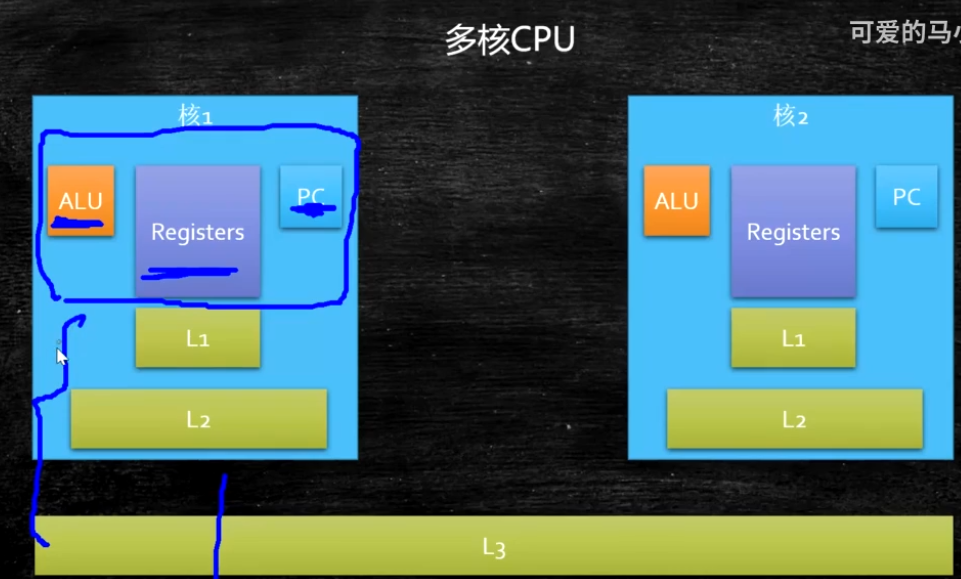 多核CPU
可爱的马
核1
核2
ALU
Registers
PC
ALU
Registers
PC
L1
L1
L2
L2
L3